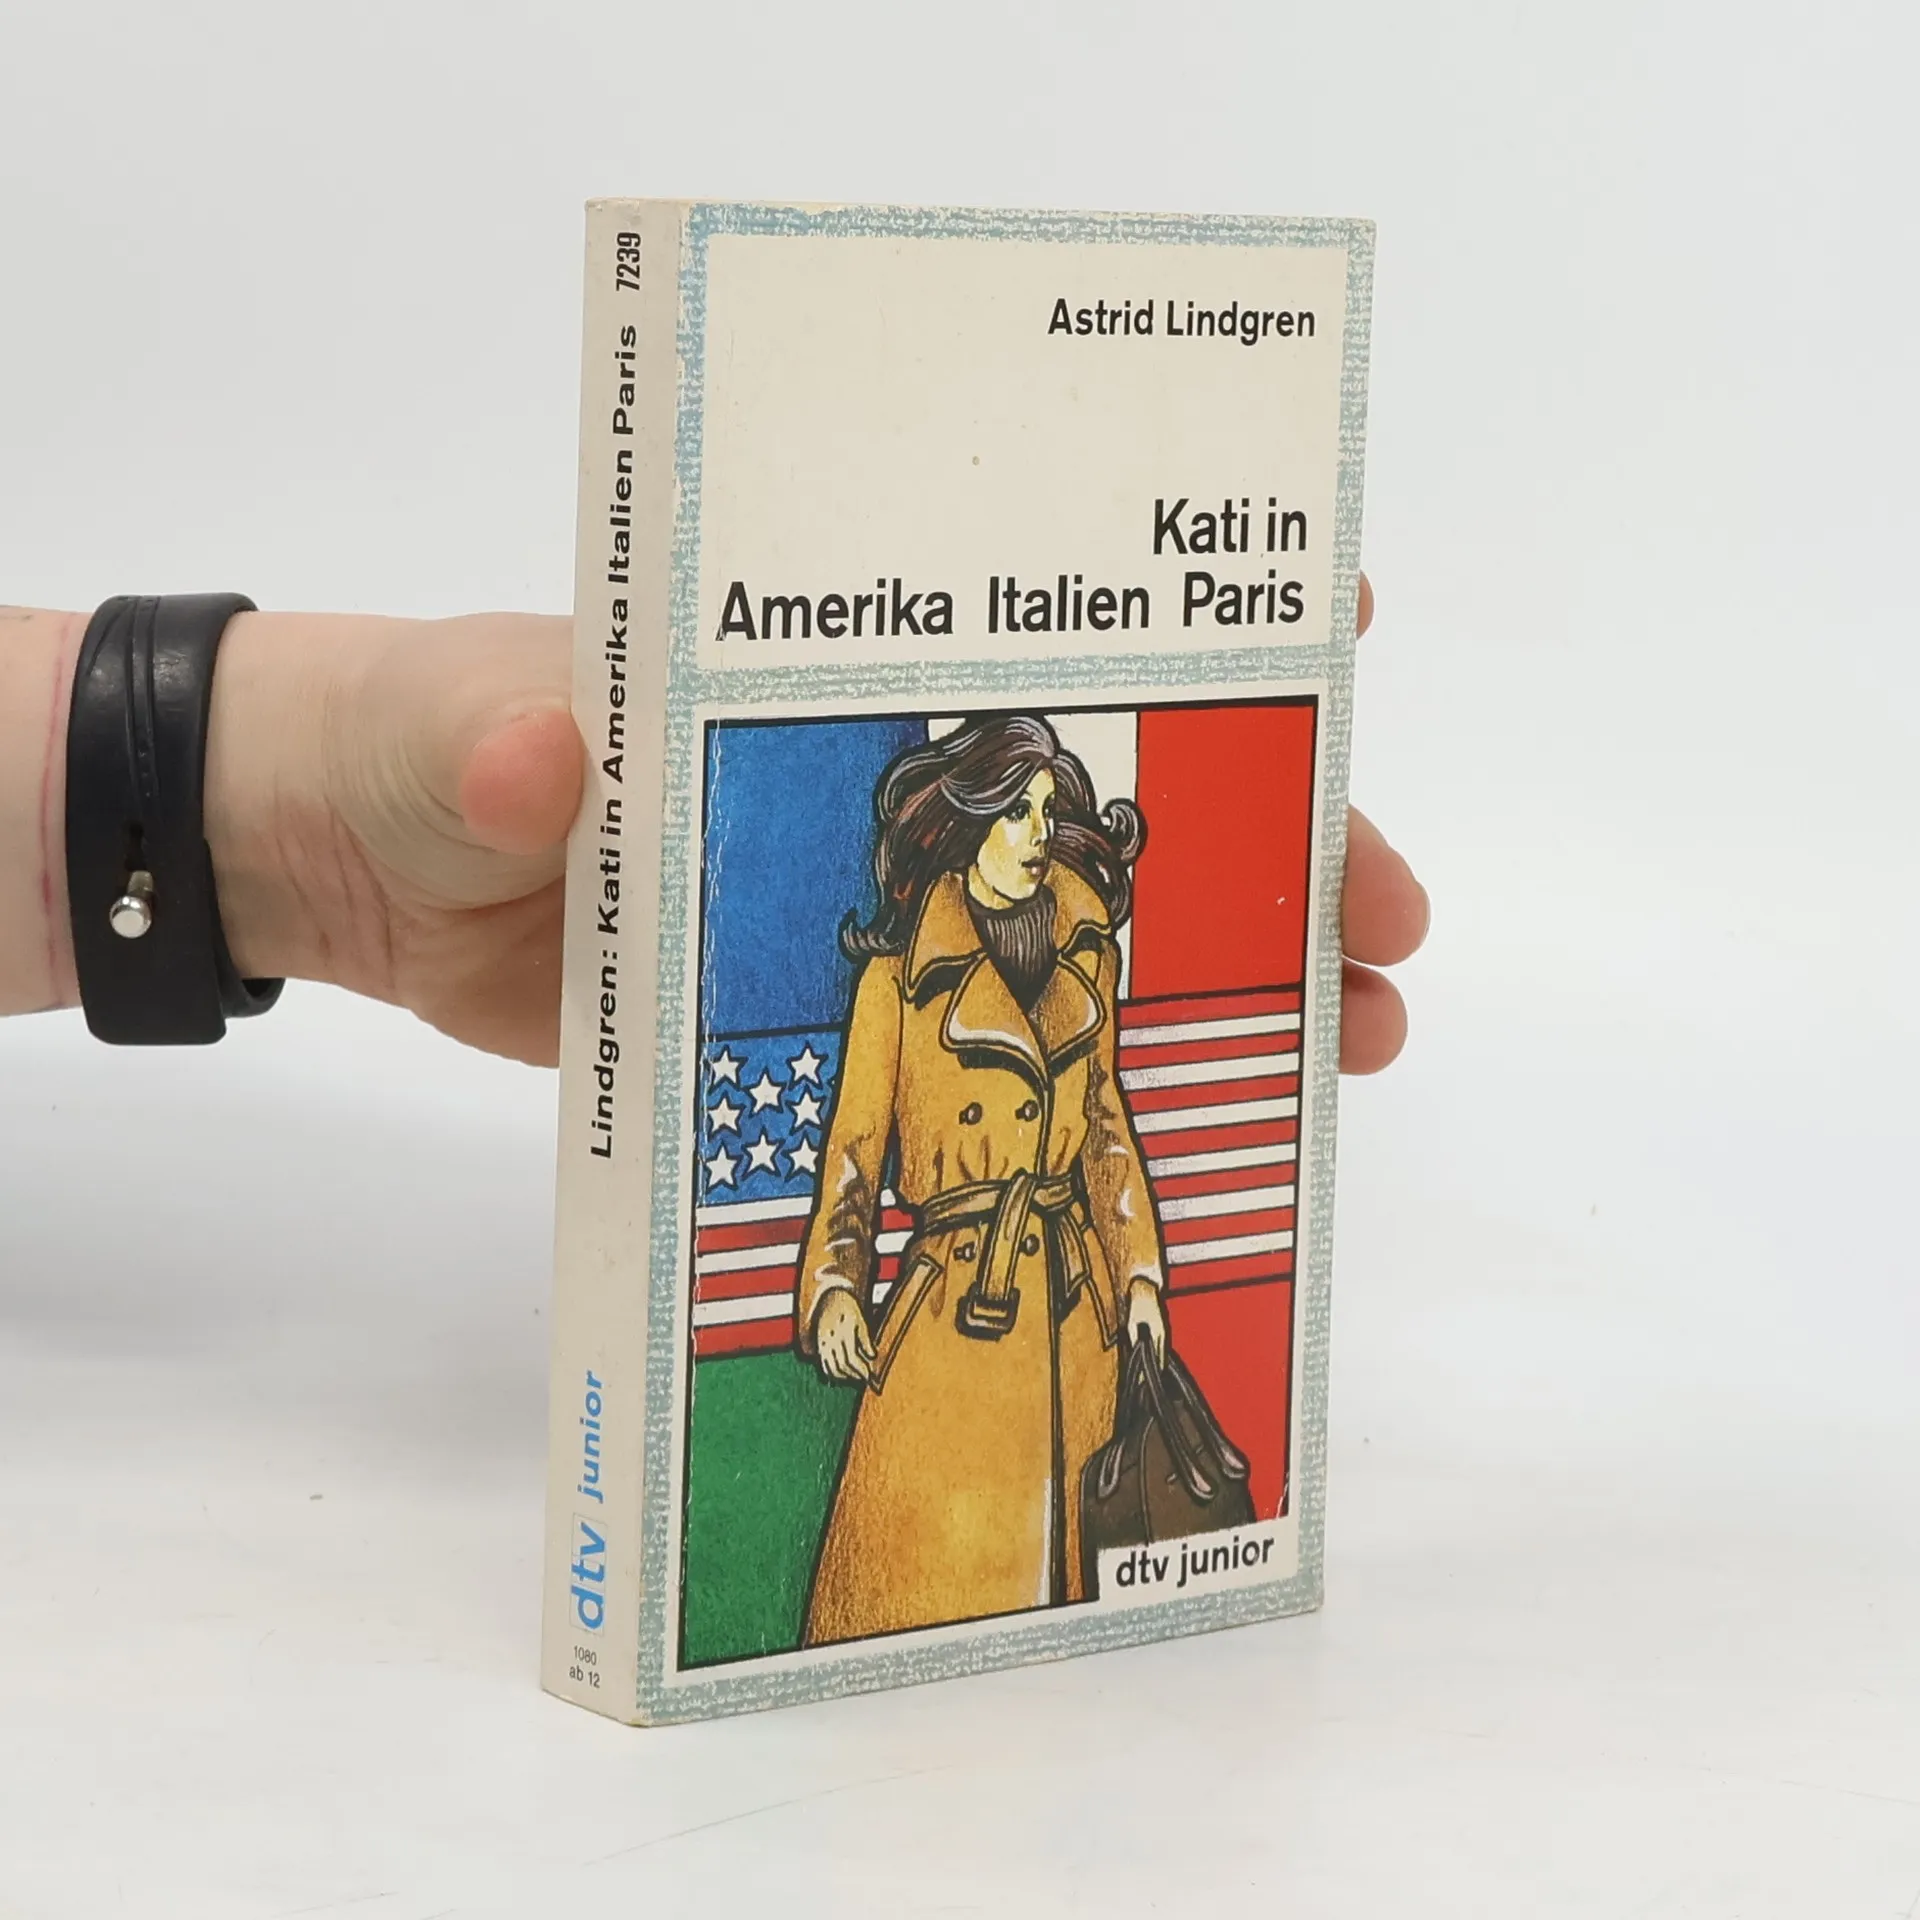 Lindgren: Kati in Amerika Italien Paris 7239
dtv junior
1080
ab 12
Astrid Lindgren
Kati in
Amerika Italien Paris
dtv junior